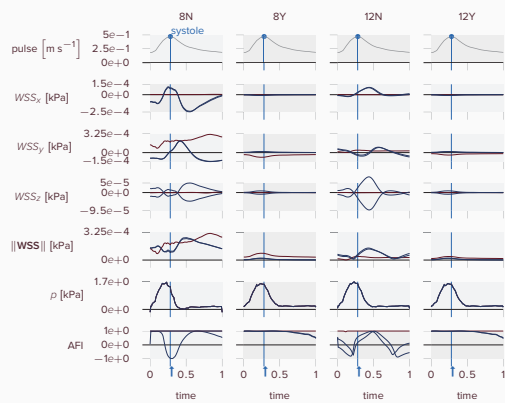 8N 8Y 12N 12Y
systole
pulse [m s⁻¹] 5e−1
2.5e−1
0e+0
1.5e−4
WSSx [kPa] 0e+0
−2.5e−4
3.25e−4
WSSy [kPa] 0e+0
−1.5e−4
5e−5
WSSz [kPa] 0e+0
−9.5e−5
3.25e−4
||WSS|| [kPa]
0e+0
1.7e+0
p [kPa]
0e+0
1e+0
AFI 0e+0
−1e+0
0 0.5 1 0 0.5 1 0 0.5 1 0 0.5 1
time time time time